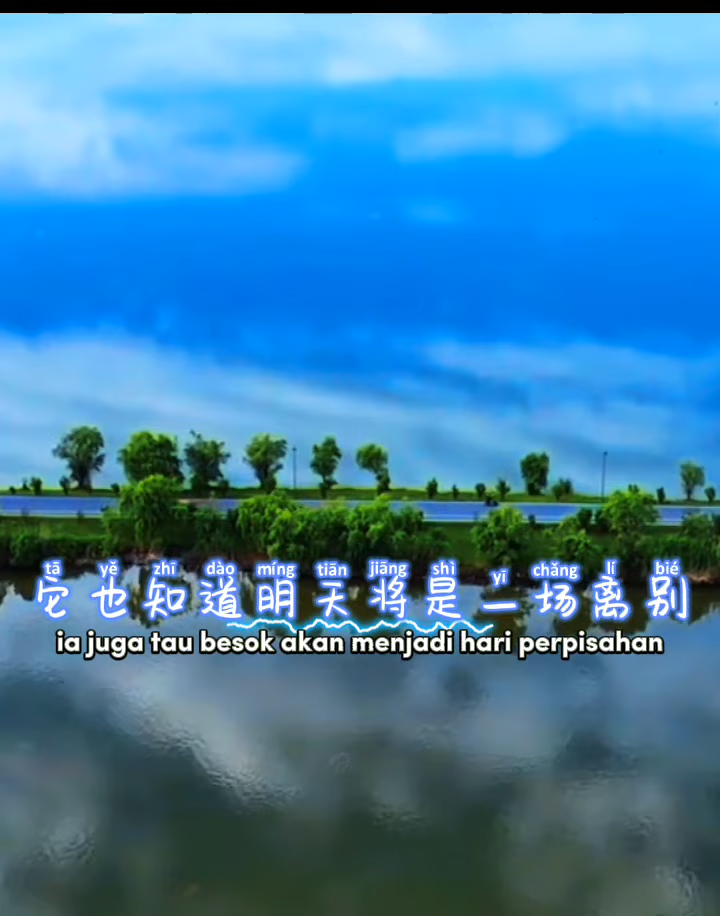 tā yě zhī dào míng tiān jiāng shì yī chǎng lí bié
它也知道明天将是一场离别
ia juga tau besok akan menjadi hari perpisahan